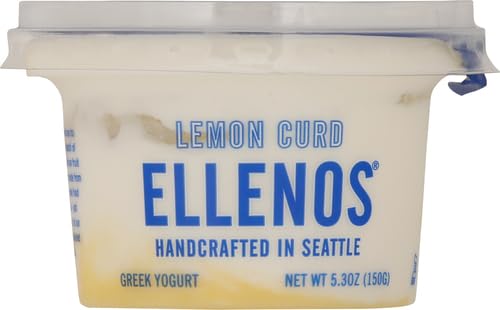 LEMON CURD
ELLENOS®
HANDCRAFTED IN SEATTLE
GREEK YOGURT
NET WT 5.3OZ (150G)